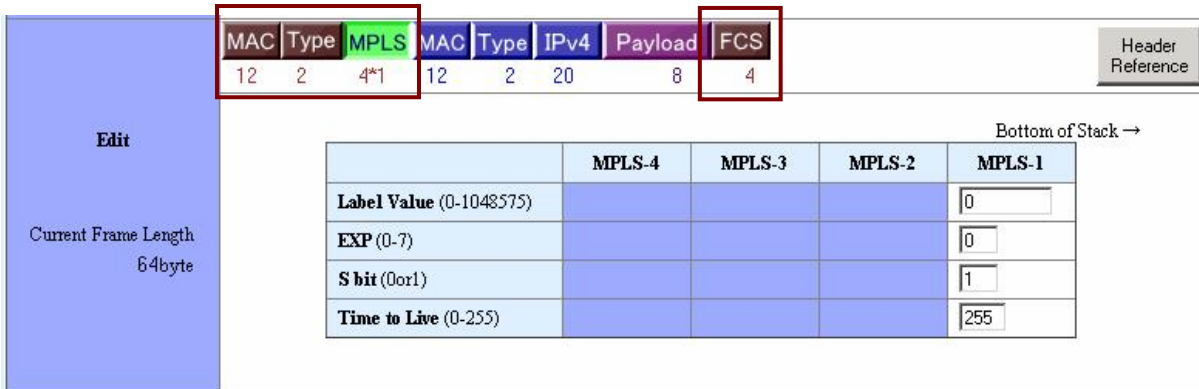 MAC Type MPLS MAC Type IPv4 Payload FCS
12 2 4*1 12 2 20 8 4
Header
Reference
Edit
Current Frame Length
64byte
Bottom of Stack →
MPLS-4 MPLS-3 MPLS-2 MPLS-1
Label Value (0-1048575) 0
EXP (0-7) 0
S bit (0or1) 1
Time to Live (0-255) 255